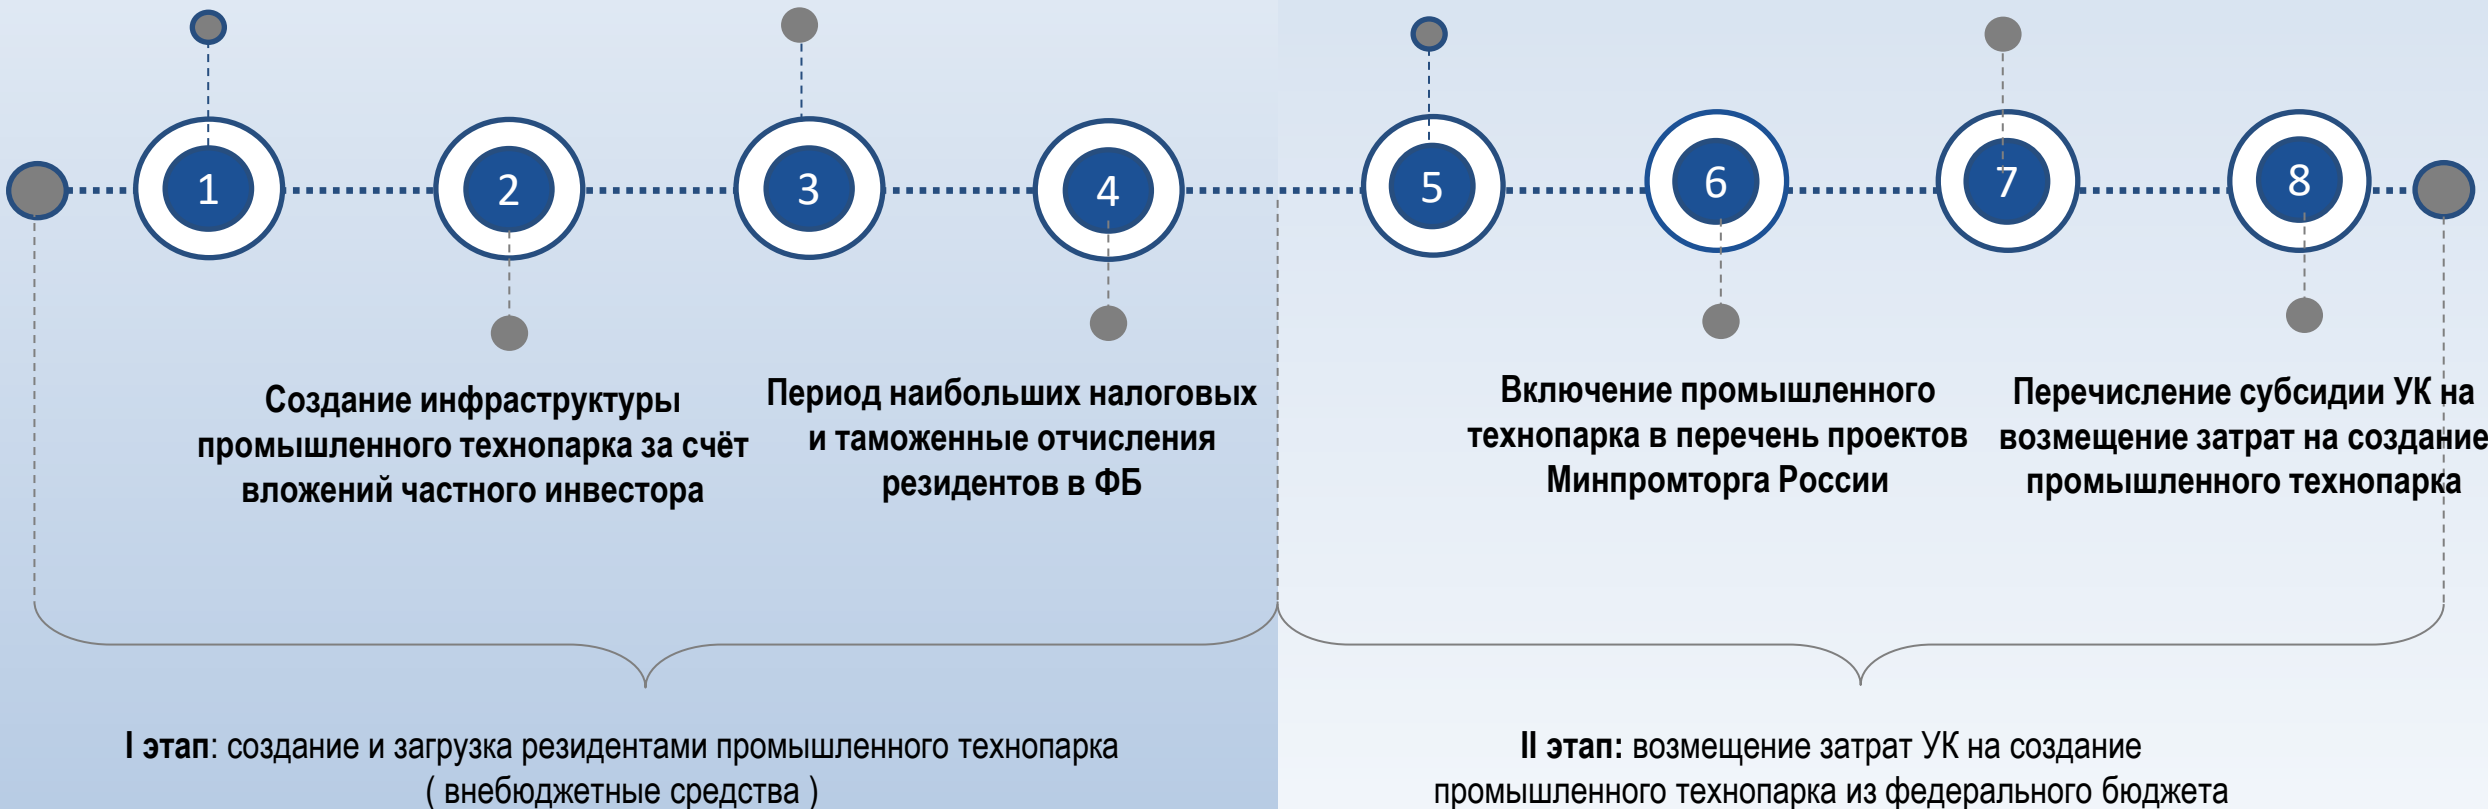 1
2
3
4
5
6
7
8
Создание инфраструктуры
промышленного технопарка за счёт
вложений частного инвестора
Период наибольших налоговых
и таможенные отчисления
резидентов в ФБ
Включение промышленного
технопарка в перечень проектов
Минпромторга России
Перечисление субсидии УК на
возмещение затрат на создание
промышленного технопарка
I этап: создание и загрузка резидентами промышленного технопарка
( внебюджетные средства )
II этап: возмещение затрат УК на создание
промышленного технопарка из федерального бюджета